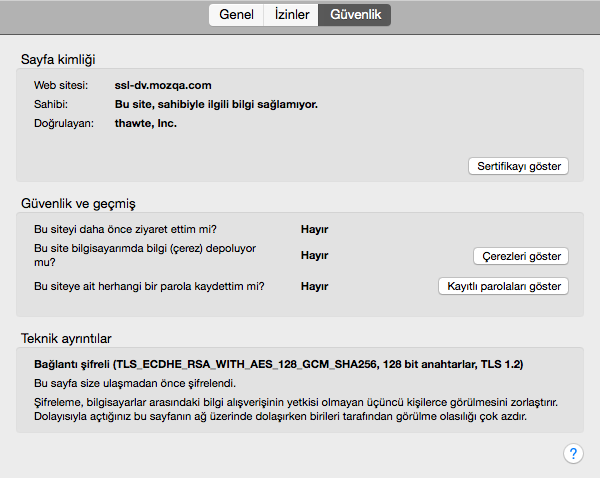 Genel İzinler Güvenlik
Sayfa kimliği
Web sitesi: ssl-dv.mozqa.com
Sahibi: Bu site, sahibiyle ilgili bilgi sağlamıyor.
Doğrulayan: thawte, Inc.
Sertifikayı göster
Güvenlik ve geçmiş
Bu siteyi daha önce ziyaret ettim mi? Hayır
Bu site bilgisayarımda bilgi (çerez) depoluyor
mu? Hayır Çerezleri göster
Bu siteye ait herhangi bir parola kaydettim mi? Hayır Kayıtlı parolaları göster
Teknik ayrıntılar
Bağlantı şifreli (TLS_ECDHE_RSA_WITH_AES_128_GCM_SHA256, 128 bit anahtarlar, TLS 1.2)
Bu sayfa size ulaşmadan önce şifrelendi.
Şifreleme, bilgisayarlar arasındaki bilgi alışverişinin yetkisi olmayan üçüncü kişilerce görülmesini zorlaştırır.
Dolayısıyla açtığınız bu sayfanın ağ üzerinde dolaşırken birileri tarafından görülme olasılığı çok azdır.
?